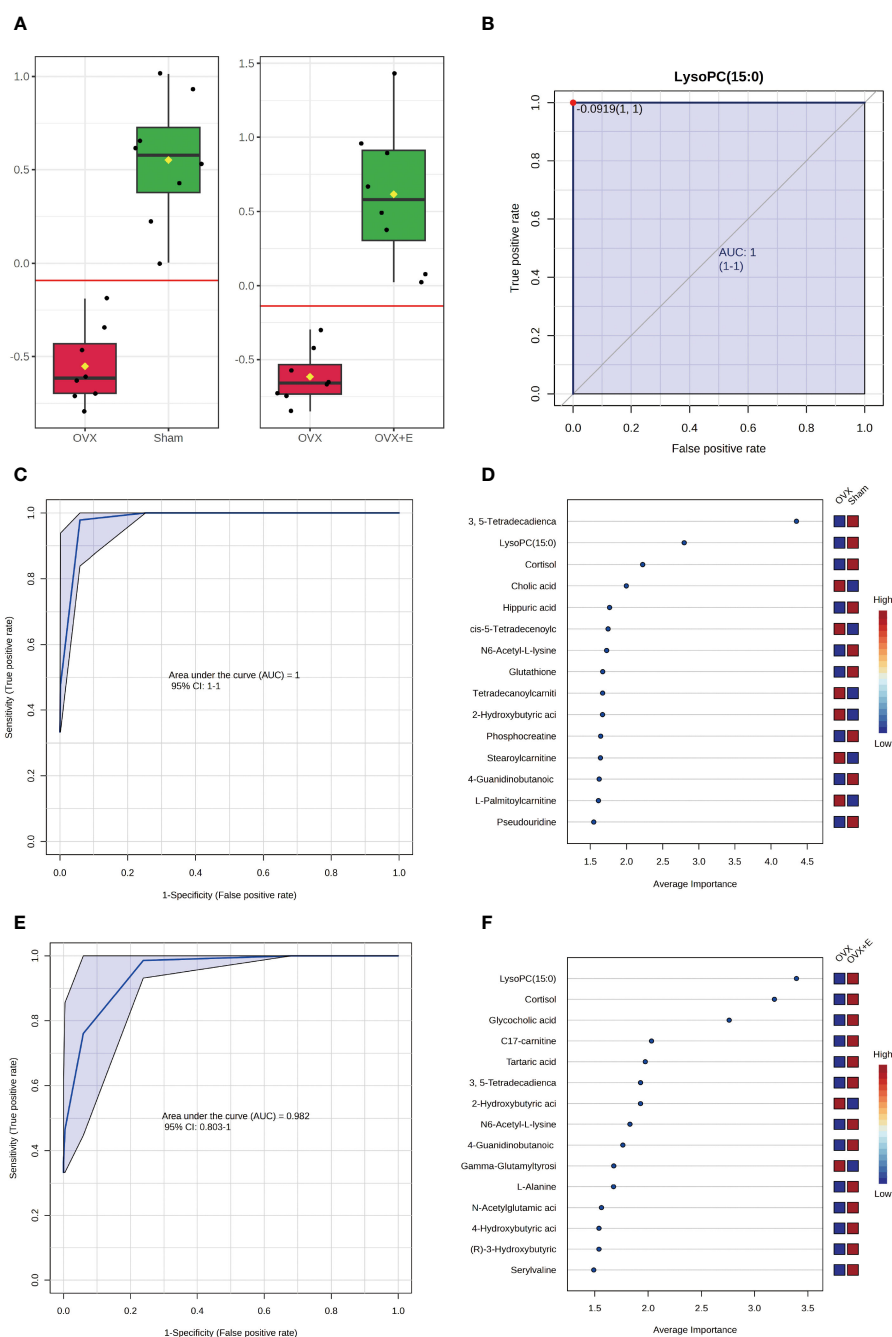 A
1.0
0.5
0.0
-0.5
OVX
Sham
1.5
1.0
0.5
0.0
-0.5
OVX
OVX+E
B
LysoPC(15:0)
True positive rate
1.0
0.8
0.6
0.4
0.2
0.0
-0.0919(1, 1)
AUC: 1
(1-1)
0.0 0.2 0.4 0.6 0.8 1.0
False positive rate
C
Sensitivity (True positive rate)
1.0
0.8
0.6
0.4
0.2
0.0
Area under the curve (AUC) = 1
95% CI: 1-1
0.0 0.2 0.4 0.6 0.8 1.0
1-Specificity (False positive rate)
D
OVX
Sham
3, 5-Tetradecadienca
LysoPC(15:0)
Cortisol
Cholic acid
Hippuric acid
cis-5-Tetradecenoylc
N6-Acetyl-L-lysine
Glutathione
Tetradecanoylcarniti
2-Hydroxybutyric aci
Phosphocreatine
Stearoylcarnitine
4-Guanidinobutanoic
L-Palmitoylcarnitine
Pseudouridine
High
Low
1.5 2.0 2.5 3.0 3.5 4.0 4.5
Average Importance
E
Sensitivity (True positive rate)
1.0
0.8
0.6
0.4
0.2
0.0
Area under the curve (AUC) = 0.982
95% CI: 0.803-1
0.0 0.2 0.4 0.6 0.8 1.0
1-Specificity (False positive rate)
F
OVX
OVX+E
LysoPC(15:0)
Cortisol
Glycocholic acid
C17-carnitine
Tartaric acid
3, 5-Tetradecadienca
2-Hydroxybutyric aci
N6-Acetyl-L-lysine
4-Guanidinobutanoic
Gamma-Glutamyltyrosi
L-Alanine
N-Acetylglutamic aci
4-Hydroxybutyric aci
(R)-3-Hydroxybutyric
Serylvaline
High
Low
1.5 2.0 2.5 3.0 3.5
Average Importance